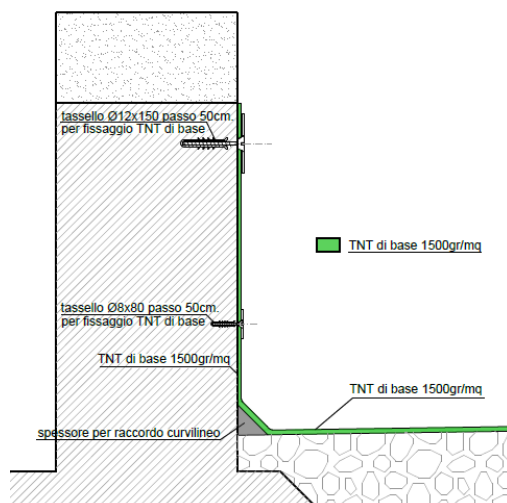 tassello Ø12x150 passo 50cm.
per fissaggio TNT di base
TNT di base 1500gr/mq
tassello Ø8x80 passo 50cm.
per fissaggio TNT di base
TNT di base 1500gr/mq
TNT di base 1500gr/mq
spessore per raccordo curvilineo